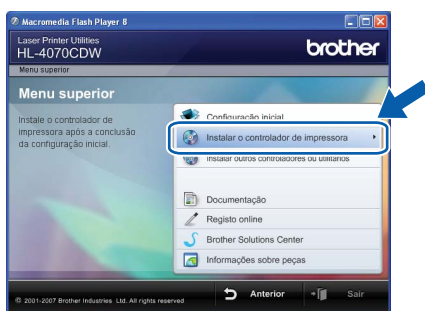 Macromedia Flash Player 8
Laser Printer Utilities
HL-4070CDW
brother
Menu superior
Menu superior
Instale o controlador de
impressora após a conclusão
da configuração inicial.
Configuração inicial
Instalar o controlador de impressora
Instalar outros controladores ou utilitários
Documentação
Registo online
Brother Solutions Center
Informações sobre peças
© 2001-2007 Brother Industries Ltd. All rights reserved
Anterior
Sair